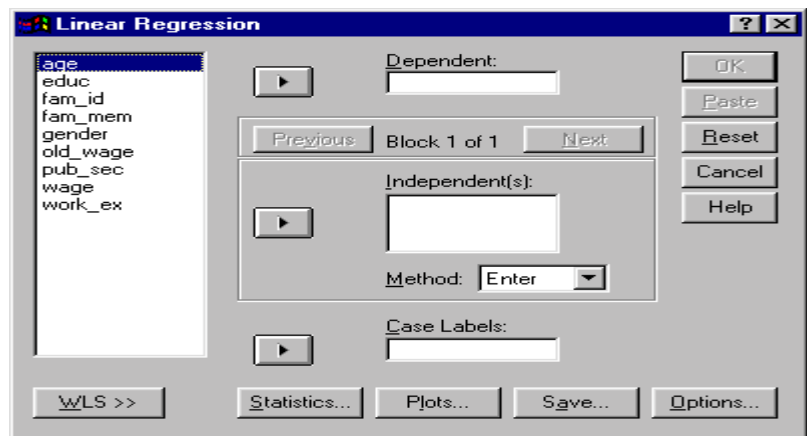 Linear Regression
age
educ
fam_id
fam_mem
gender
old_wage
pub_sec
wage
work_ex
Dependent:
Previous
Block 1 of 1
Next
Independent(s):
Method:
Enter
Case Labels:
OK
Paste
Reset
Cancel
Help
WLS >>
Statistics...
Plots...
Save...
Options...